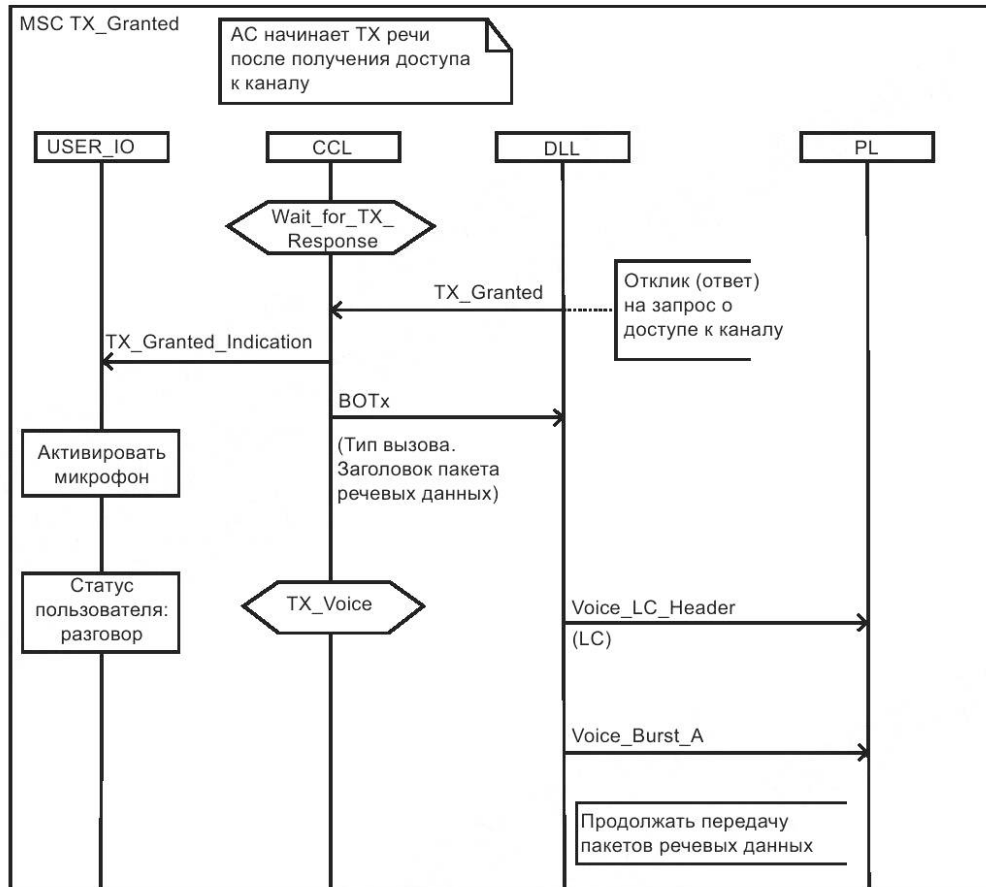 MSC TX_Granted
АС начинает TX речи
после получения доступа
к каналу
USER_IO
CCL
DLL
PL
Wait_for_TX_
Response
TX_Granted
Отклик (ответ)
на запрос о
доступе к каналу
TX_Granted_Indication
BOTx
(Тип вызова.
Заголовок пакета
речевых данных)
Активировать
микрофон
Статус
пользователя:
разговор
TX_Voice
Voice_LC_Header
(LC)
Voice_Burst_A
Продолжать передачу
пакетов речевых данных